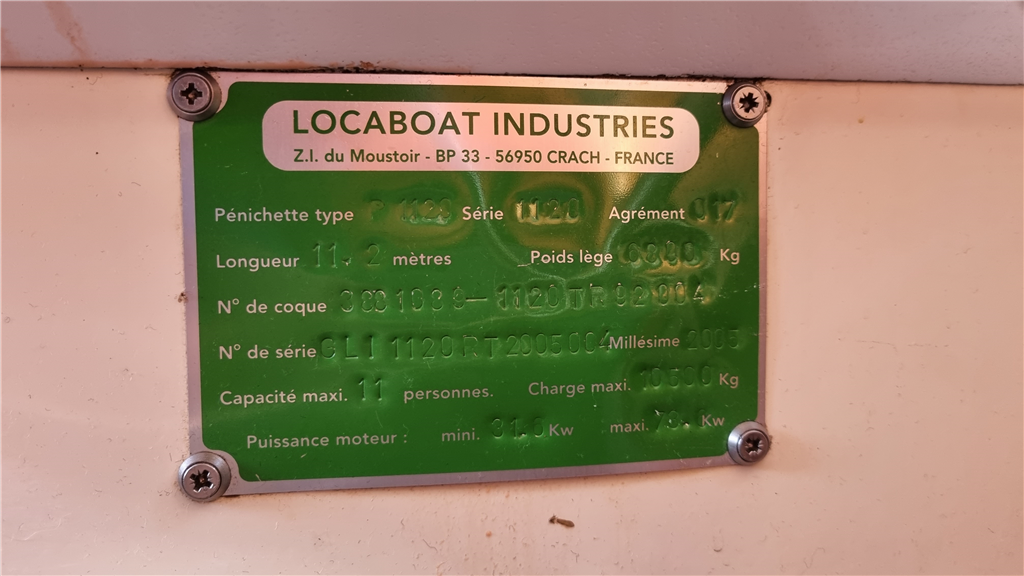 LOCABOAT INDUSTRIES
Z.I. du Moustoir - BP 33 - 56950 CRACH - FRANCE
Pénichette type P 1120 Série 1120 Agrément 017
Longueur 11. 2 mètres _Poids lège Kg
N° de coque
N° de série Millésime 2005
Capacité maxi. 11 personnes. Charge maxi. Kg
Puissance moteur : mini. Kw maxi. Kw